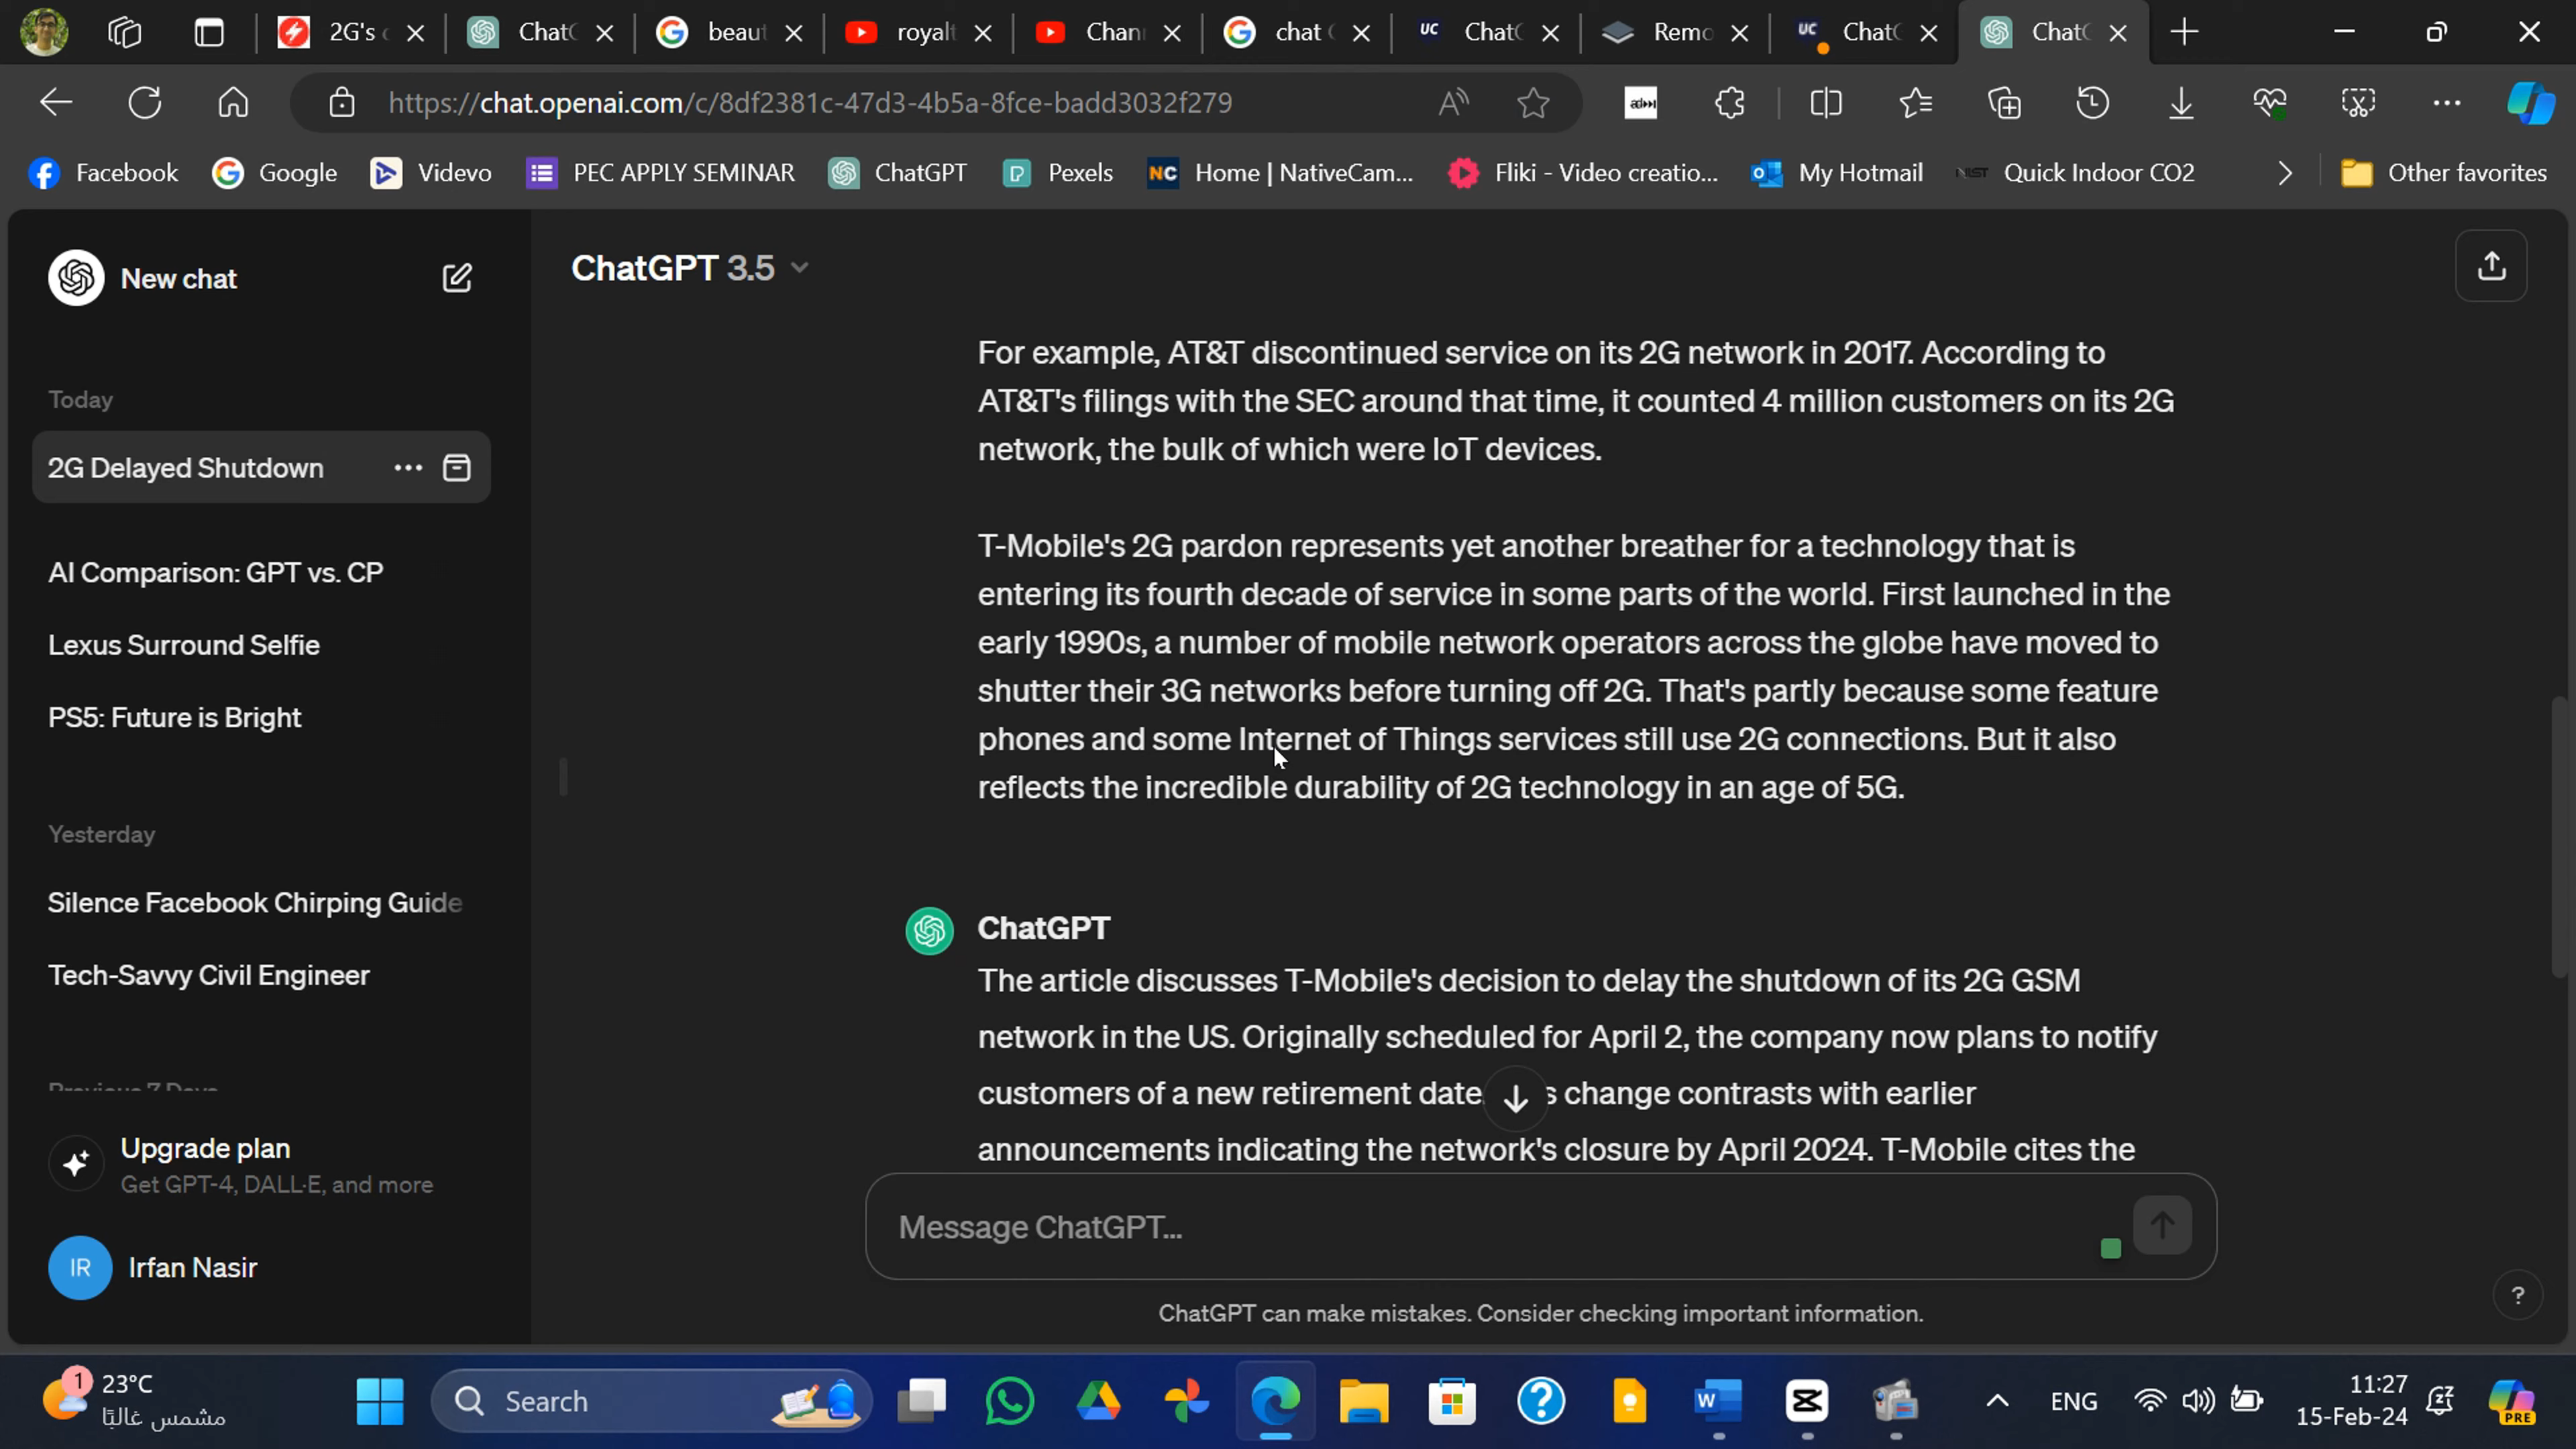 2G's
ChatG
beaut
royalt
Chan
chat
UC
ChatG
Remo
UC
ChatG
ChatG
https://chat.openai.com/c/8df2381c-47d3-4b5a-8fce-badd3032f279
Facebook
Google
Videvo
PEC APPLY SEMINAR
ChatGPT
Pexels
NC
Home | NativeCam...
Fliki - Video creatio...
My Hotmail
NIST
Quick Indoor CO2
Other favorites
New chat
Today
2G Delayed Shutdown
AI Comparison: GPT vs. CP
Lexus Surround Selfie
PS5: Future is Bright
Yesterday
Silence Facebook Chirping Guide
Tech-Savvy Civil Engineer
Previous 7 Days
Upgrade plan
Get GPT-4, DALL·E, and more
IR
Irfan Nasir
ChatGPT 3.5
For example, AT&T discontinued service on its 2G network in 2017. According to
AT&T's filings with the SEC around that time, it counted 4 million customers on its 2G
network, the bulk of which were IoT devices.
T-Mobile's 2G pardon represents yet another breather for a technology that is
entering its fourth decade of service in some parts of the world. First launched in the
early 1990s, a number of mobile network operators across the globe have moved to
shutter their 3G networks before turning off 2G. That's partly because some feature
phones and some Internet of Things services still use 2G connections. But it also
reflects the incredible durability of 2G technology in an age of 5G.
ChatGPT
The article discusses T-Mobile's decision to delay the shutdown of its 2G GSM
network in the US. Originally scheduled for April 2, the company now plans to notify
customers of a new retirement date. s change contrasts with earlier
announcements indicating the network's closure by April 2024. T-Mobile cites the
Message ChatGPT...
ChatGPT can make mistakes. Consider checking important information.
?
1
23°C
مشمس غالبًا
Search
ENG
11:27
15-Feb-24
PRE